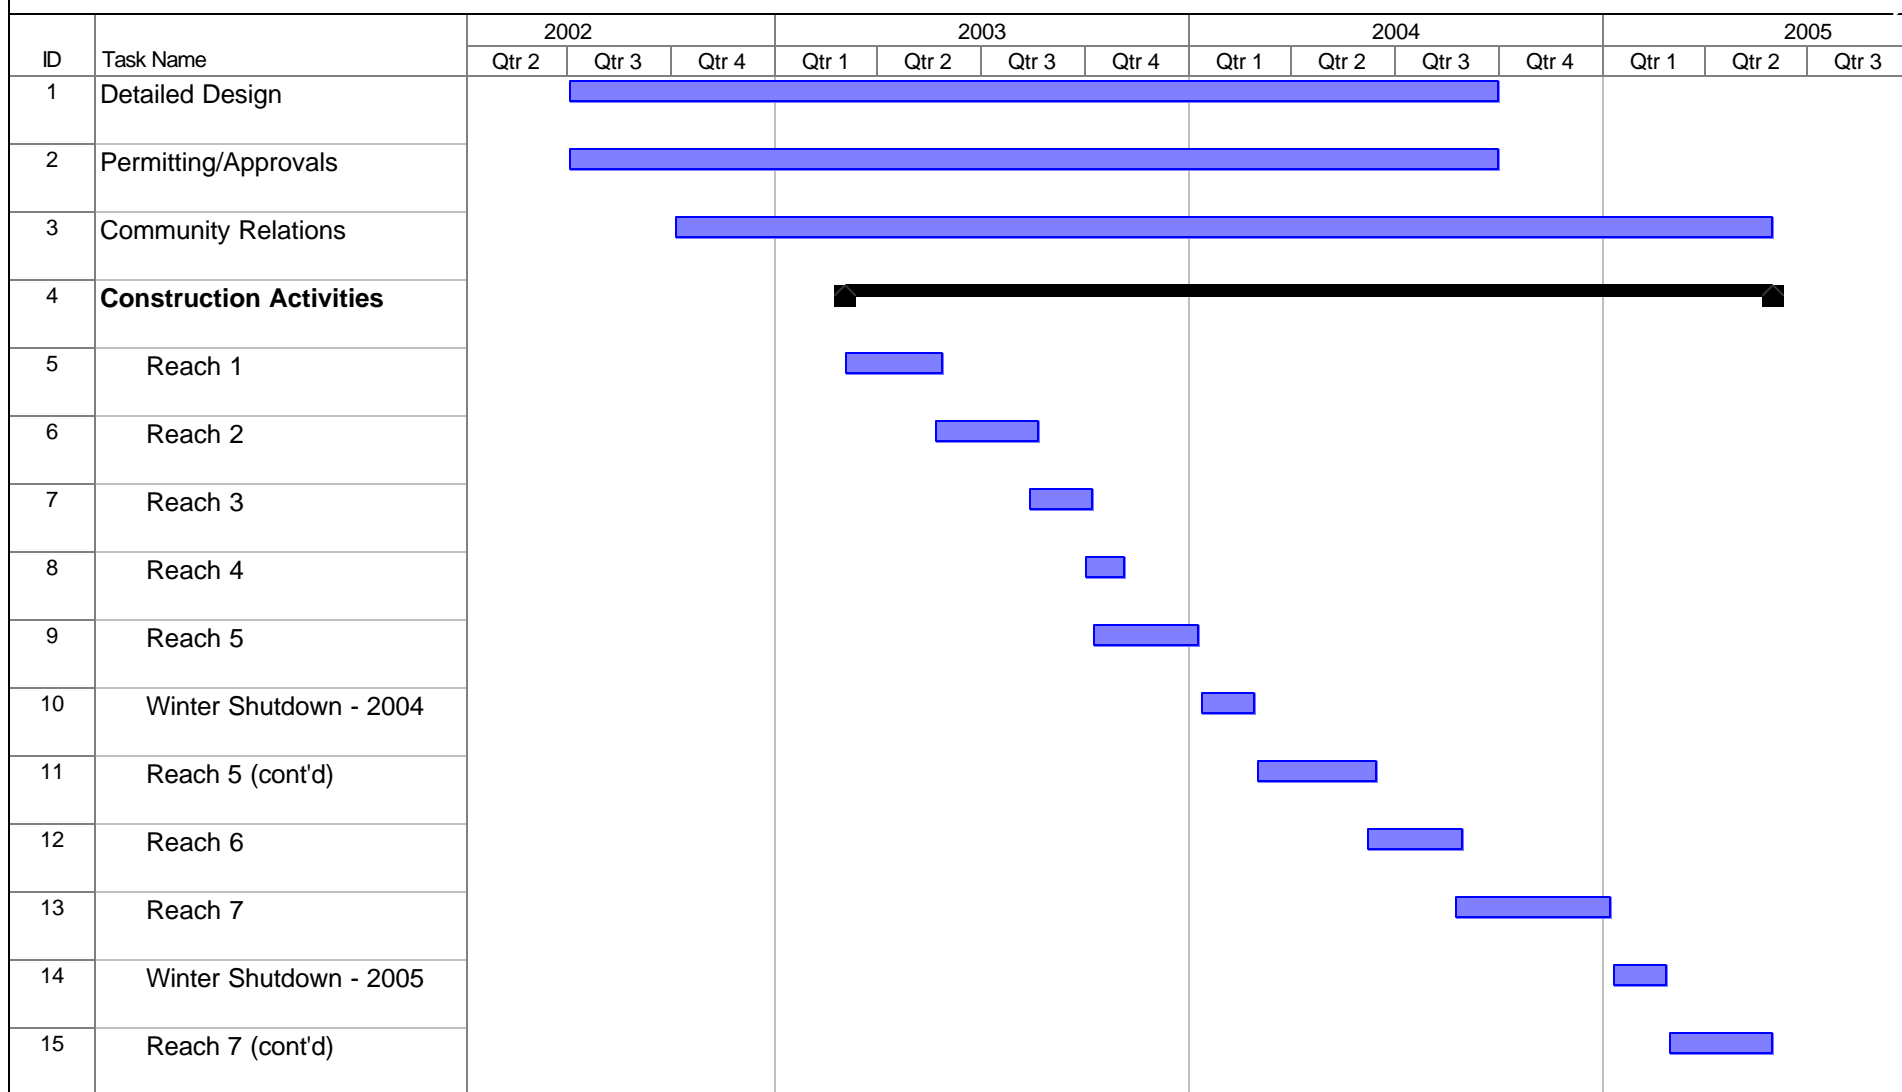 2002 2003 2004 2005
ID Task Name Qtr 2 Qtr 3 Qtr 4 Qtr 1 Qtr 2 Qtr 3 Qtr 4 Qtr 1 Qtr 2 Qtr 3 Qtr 4 Qtr 1 Qtr 2 Qtr 3
1 Detailed Design
2 Permitting/Approvals
3 Community Relations
4 Construction Activities
5 Reach 1
6 Reach 2
7 Reach 3
8 Reach 4
9 Reach 5
10 Winter Shutdown - 2004
11 Reach 5 (cont'd)
12 Reach 6
13 Reach 7
14 Winter Shutdown - 2005
15 Reach 7 (cont'd)